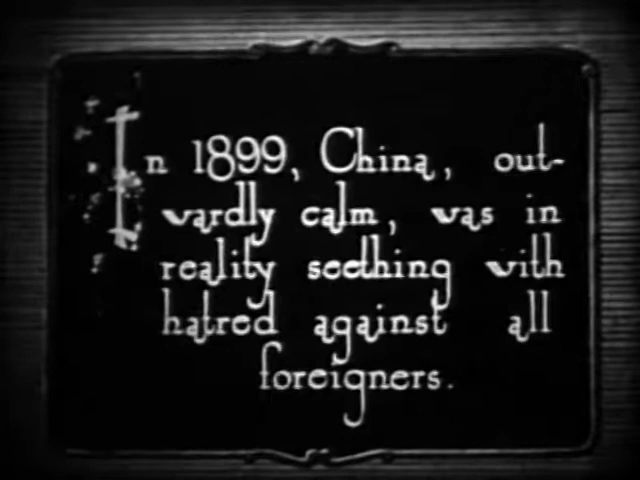 In 1899, China, out-
wardly calm, was in
reality seething with
hatred against all
foreigners.